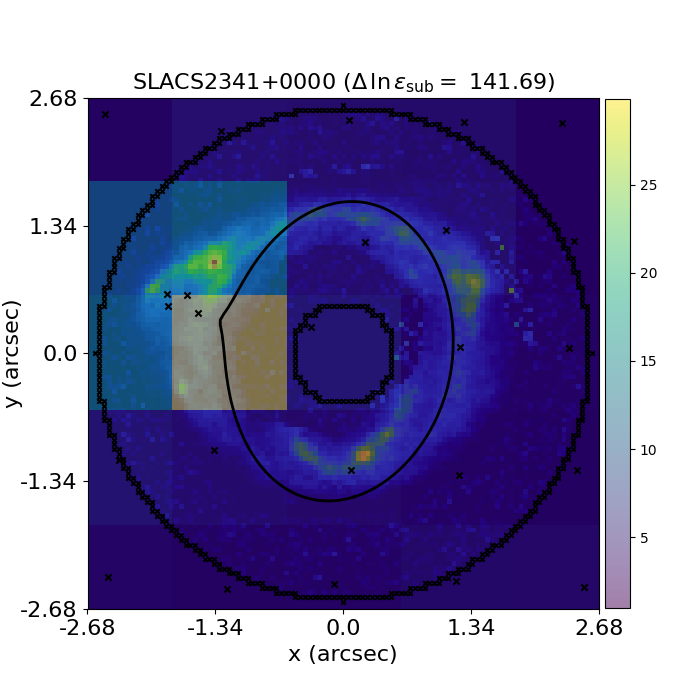 SLACS2341+0000 (Δ ln εsub = 141.69)
2.68
1.34
0.0
-1.34
-2.68
y (arcsec)
-2.68 -1.34 0.0 1.34 2.68
x (arcsec)
25
20
15
10
5